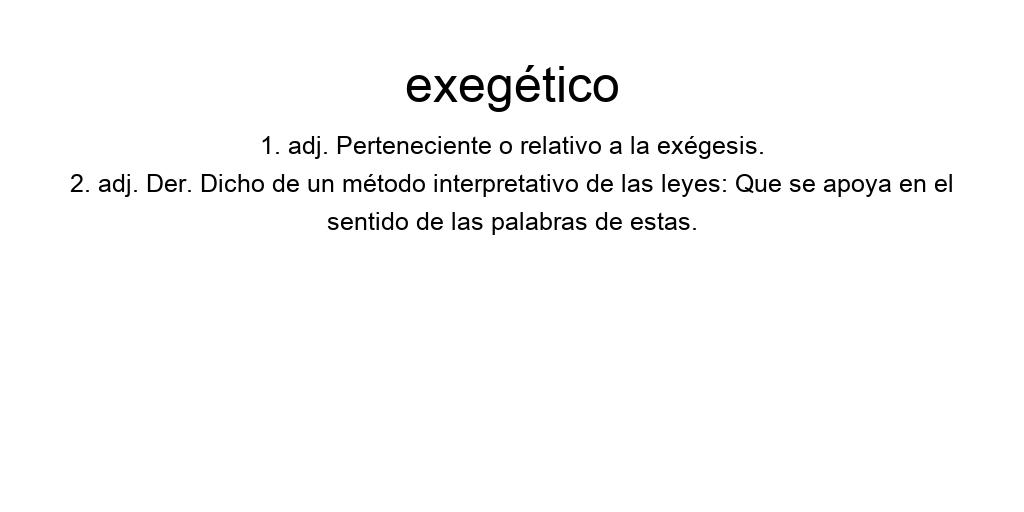 exegético
1. adj. Perteneciente o relativo a la exégesis.
2. adj. Der. Dicho de un método interpretativo de las leyes: Que se apoya en el
sentido de las palabras de estas.